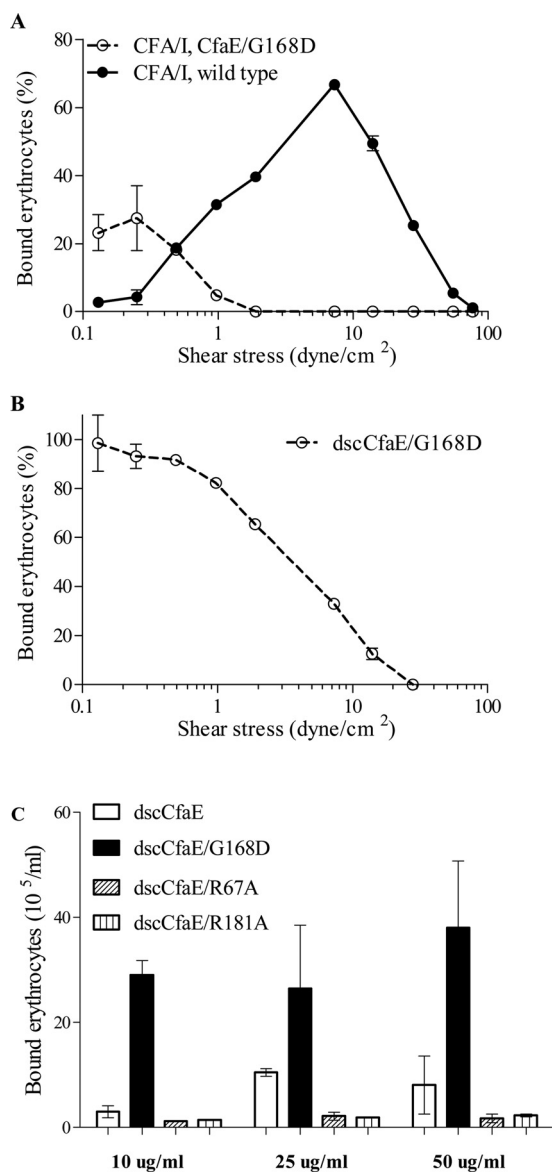 A
CFA/I, CfaE/G168D
CFA/I, wild type
Bound erythrocytes (%)
80
60
40
20
0
0.1 1 10 100
Shear stress (dyne/cm 2)
B
dscCfaE/G168D
Bound erythrocytes (%)
100
80
60
40
20
0
0.1 1 10 100
Shear stress (dyne/cm 2)
C
dscCfaE
dscCfaE/G168D
dscCfaE/R67A
dscCfaE/R181A
Bound erythrocytes (10 5/ml)
60
40
20
0
10 ug/ml 25 ug/ml 50 ug/ml